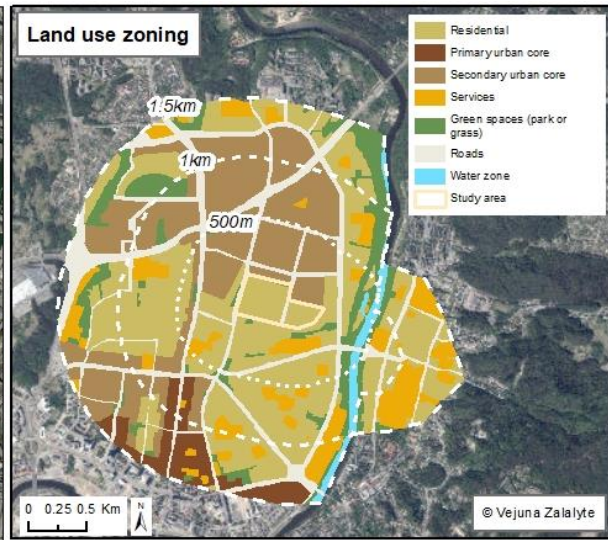 Land use zoning
Residential
Primary urban core
Secondary urban core
Services
Green spaces (park or
grass)
Roads
Water zone
Study area
1.5km
1km
500m
0 0.25 0.5 Km
N
© Vejuna Zalalyte